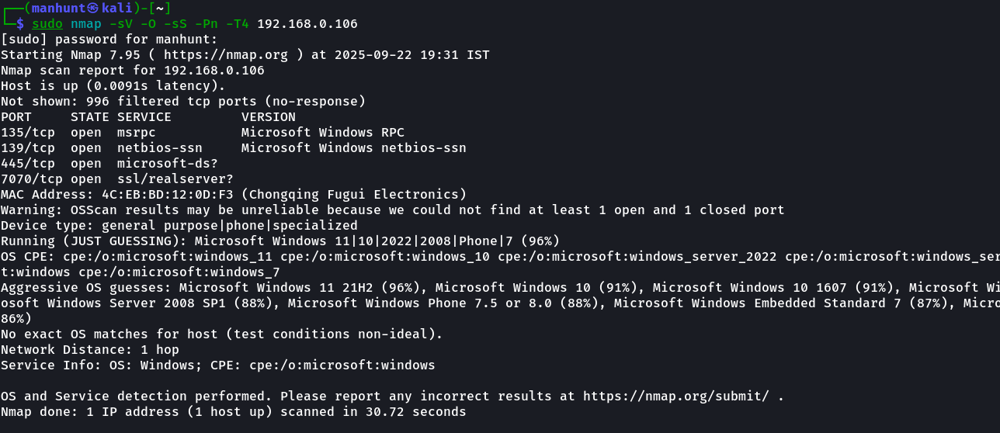 ┌──(manhunt㉿kali)-[~]
└─$ sudo nmap -sV -O -sS -Pn -T4 192.168.0.106
[sudo] password for manhunt:
Starting Nmap 7.95 ( https://nmap.org ) at 2025-09-22 19:31 IST
Nmap scan report for 192.168.0.106
Host is up (0.0091s latency).
Not shown: 996 filtered tcp ports (no-response)
PORT     STATE SERVICE         VERSION
135/tcp  open  msrpc           Microsoft Windows RPC
139/tcp  open  netbios-ssn     Microsoft Windows netbios-ssn
445/tcp  open  microsoft-ds?
7070/tcp open  ssl/realserver?
MAC Address: 4C:EB:BD:12:0D:F3 (Chongqing Fugui Electronics)
Warning: OSScan results may be unreliable because we could not find at least 1 open and 1 closed port
Device type: general purpose|phone|specialized
Running (JUST GUESSING): Microsoft Windows 11|10|2022|2008|Phone|7 (96%)
OS CPE: cpe:/o:microsoft:windows_11 cpe:/o:microsoft:windows_10 cpe:/o:microsoft:windows_server_2022 cpe:/o:microsoft:windows_ser
t:windows cpe:/o:microsoft:windows_7
Aggressive OS guesses: Microsoft Windows 11 21H2 (96%), Microsoft Windows 10 (91%), Microsoft Windows 10 1607 (91%), Microsoft Wi
osoft Windows Server 2008 SP1 (88%), Microsoft Windows Phone 7.5 or 8.0 (88%), Microsoft Windows Embedded Standard 7 (87%), Micro
86%)
No exact OS matches for host (test conditions non-ideal).
Network Distance: 1 hop
Service Info: OS: Windows; CPE: cpe:/o:microsoft:windows

OS and Service detection performed. Please report any incorrect results at https://nmap.org/submit/ .
Nmap done: 1 IP address (1 host up) scanned in 30.72 seconds